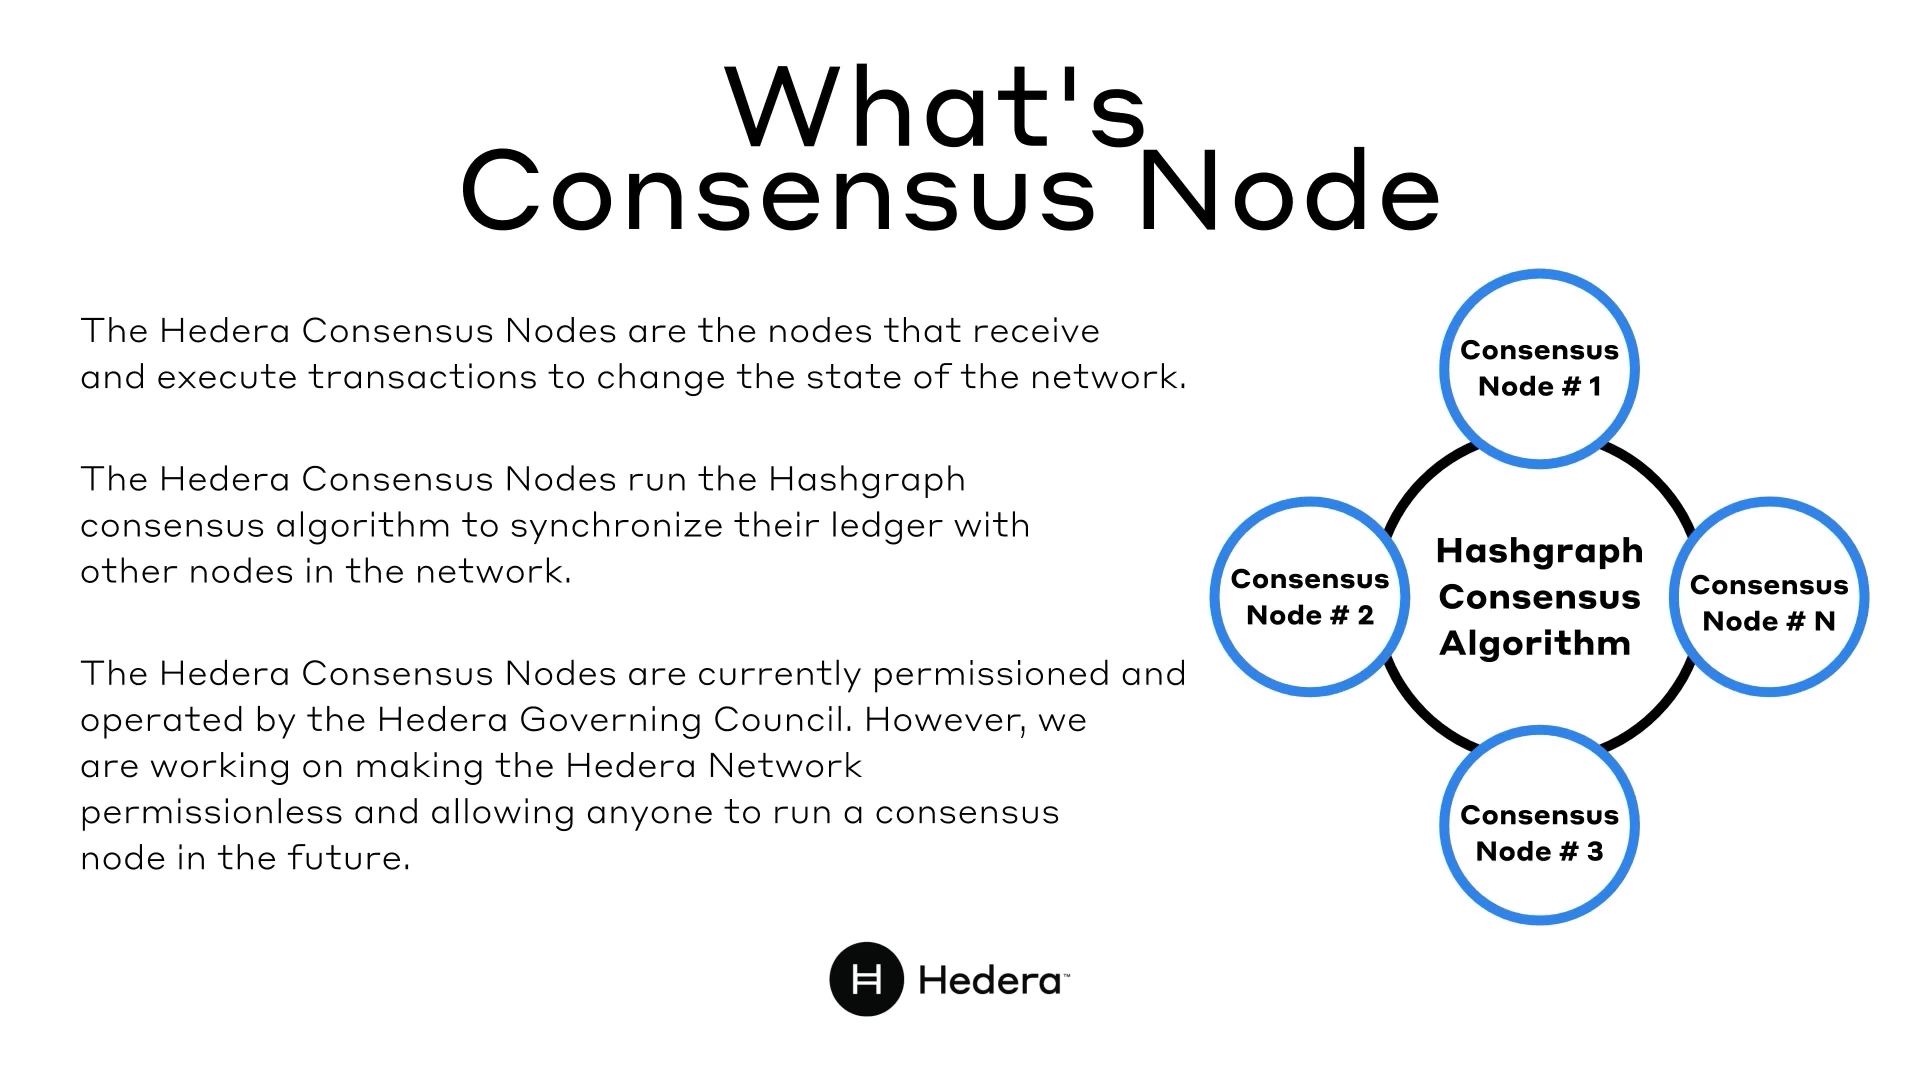 What's
Consensus Node
The Hedera Consensus Nodes are the nodes that receive
and execute transactions to change the state of the network.
The Hedera Consensus Nodes run the Hashgraph
consensus algorithm to synchronize their ledger with
other nodes in the network.
The Hedera Consensus Nodes are currently permissioned and
operated by the Hedera Governing Council. However, we
are working on making the Hedera Network
permissionless and allowing anyone to run a consensus
node in the future.
Consensus
Node # 1
Consensus
Node # 2
Hashgraph
Consensus
Algorithm
Consensus
Node # N
Consensus
Node # 3
H Hedera™